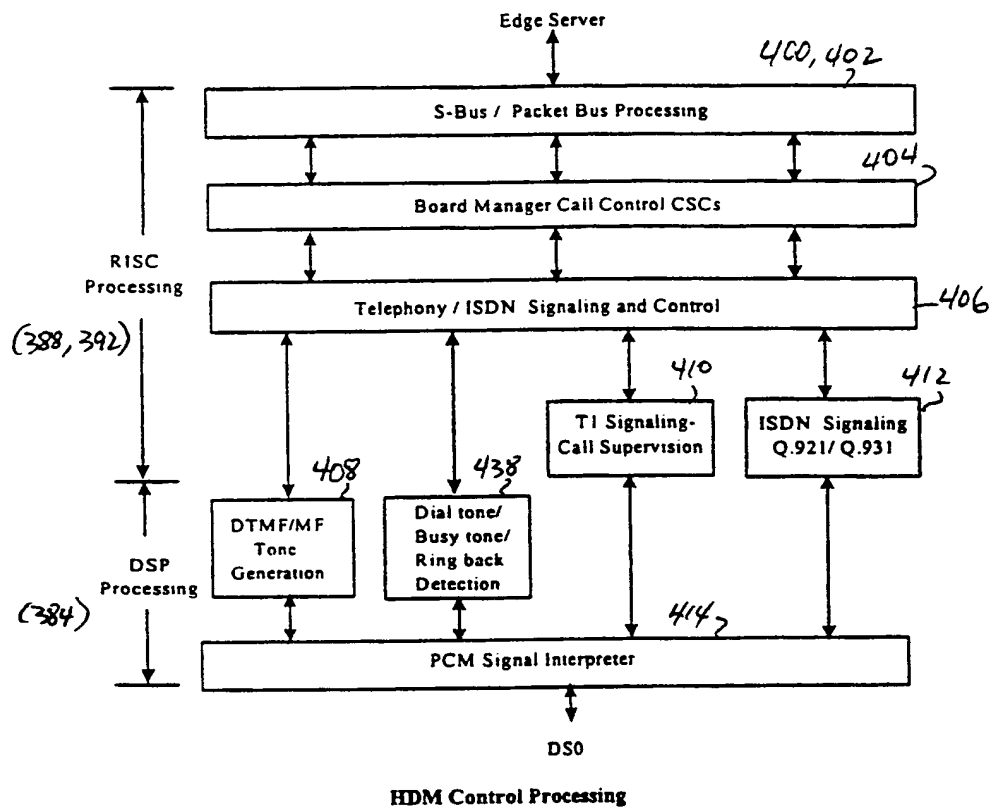 Edge Server
400, 402
S-Bus / Packet Bus Processing
404
Board Manager Call Control CSCs
RISC
Processing
(388, 392)
Telephony / ISDN Signaling and Control
406
410
412
T1 Signaling-
Call Supervision
ISDN Signaling
Q.921/ Q.931
408
438
DTMF/MF
Tone
Generation
Dial tone/
Busy tone/
Ring back
Detection
DSP
Processing
(384)
414
PCM Signal Interpreter
DS0
HDM Control Processing